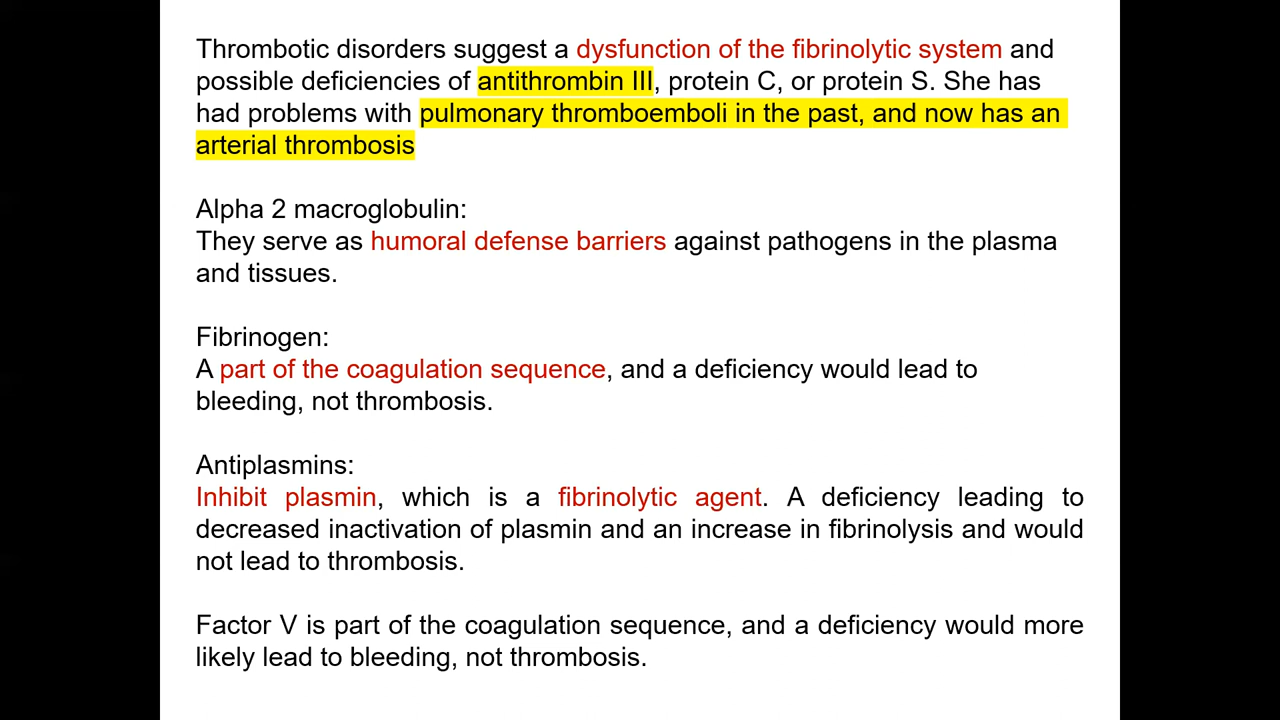 Thrombotic disorders suggest a dysfunction of the fibrinolytic system and
possible deficiencies of antithrombin III, protein C, or protein S. She has
had problems with pulmonary thromboemboli in the past, and now has an
arterial thrombosis
Alpha 2 macroglobulin:
They serve as humoral defense barriers against pathogens in the plasma
and tissues.
Fibrinogen:
A part of the coagulation sequence, and a deficiency would lead to
bleeding, not thrombosis.
Antiplasmins:
Inhibit plasmin, which is a fibrinolytic agent. A deficiency leading to
decreased inactivation of plasmin and an increase in fibrinolysis and would
not lead to thrombosis.
Factor V is part of the coagulation sequence, and a deficiency would more
likely lead to bleeding, not thrombosis.